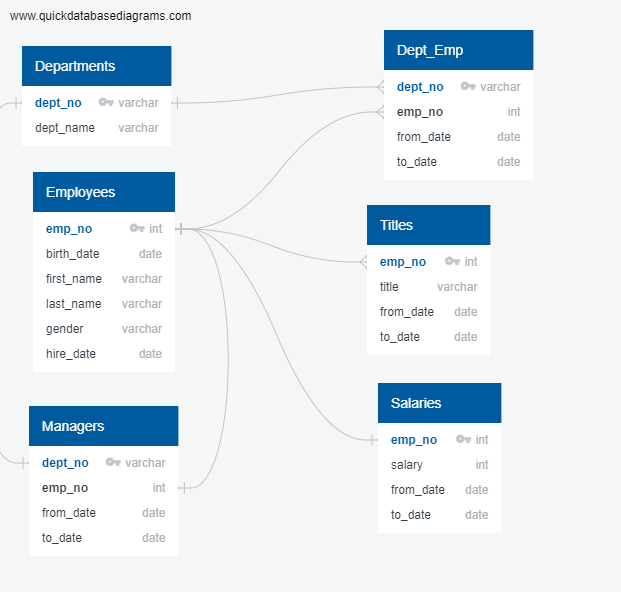 www.quickdatabasediagrams.com
Departments
dept_no varchar
dept_name varchar
Employees
emp_no int
birth_date date
first_name varchar
last_name varchar
gender varchar
hire_date date
Managers
dept_no varchar
emp_no int
from_date date
to_date date
Dept_Emp
dept_no varchar
emp_no int
from_date date
to_date date
Titles
emp_no int
title varchar
from_date date
to_date date
Salaries
emp_no int
salary int
from_date date
to_date date